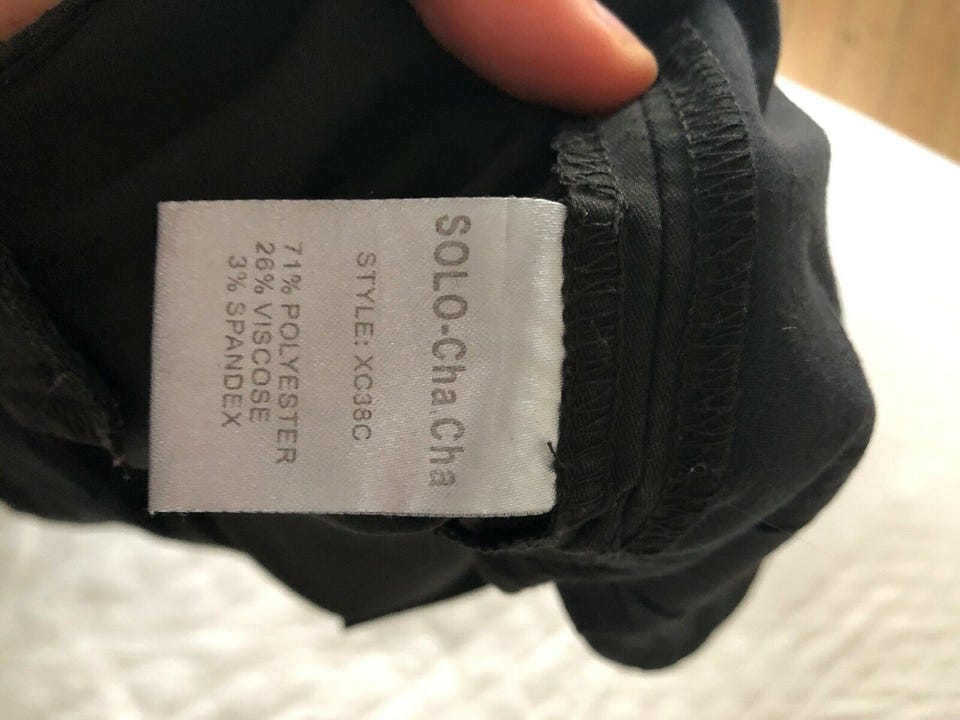 SOLO-Cha.Cha
STYLE: XC38C
71% POLYESTER
26% VISCOSE
3% SPANDEX